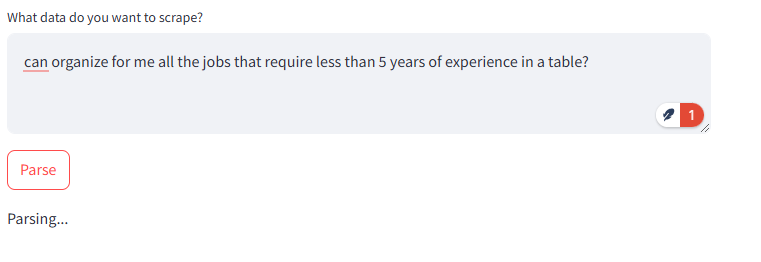 What data do you want to scrape?
can organize for me all the jobs that require less than 5 years of experience in a table?
1
Parse
Parsing...